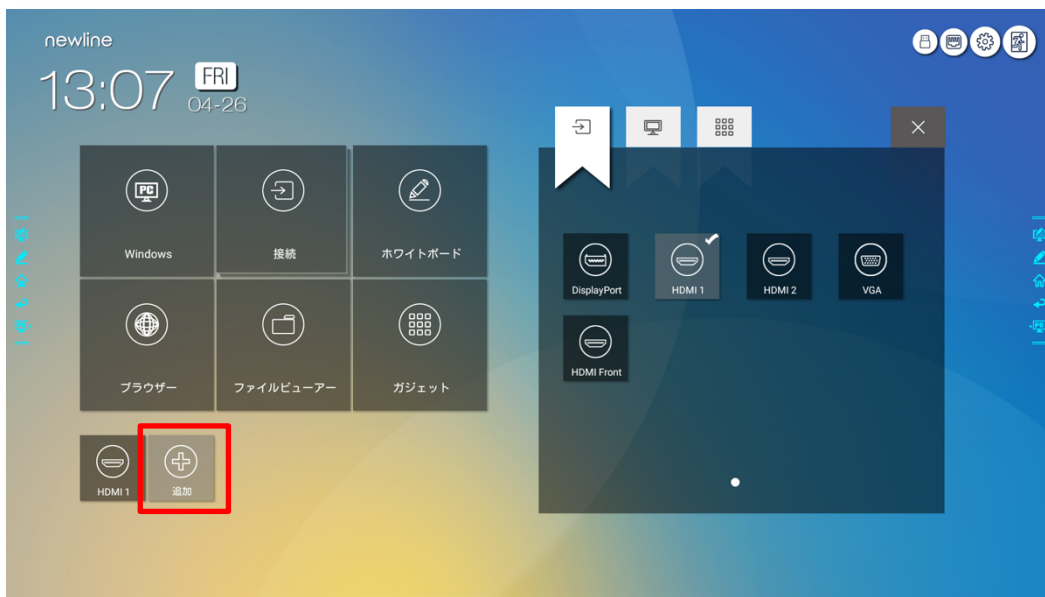 newline
13:07
FRI
04-26
PC
Windows
接続
ホワイトボード
ブラウザー
ファイルビューアー
ガジェット
HDMI 1
追加
DisplayPort
HDMI 1
HDMI 2
VGA
HDMI Front
PC